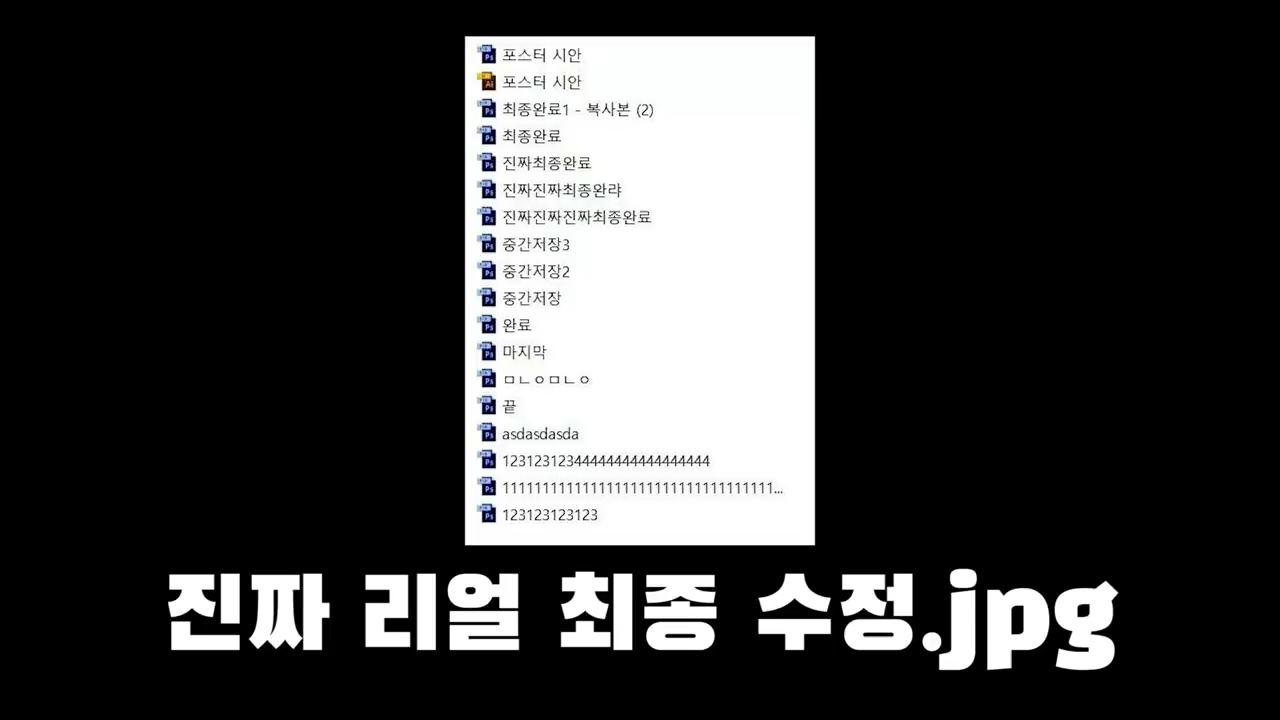 포스터 시안
포스터 시안
최종완료1 - 복사본 (2)
최종완료
진짜최종완료
진짜진짜최종완랴
진짜진짜진짜최종완료
중간저장3
중간저장2
중간저장
완료
마지막
ㅁㄴㅇㅁㄴㅇ
끝
asdasdasda
12312312344444444444444444
1111111111111111111111111111111111...
123123123123
진짜 리얼 최종 수정.jpg